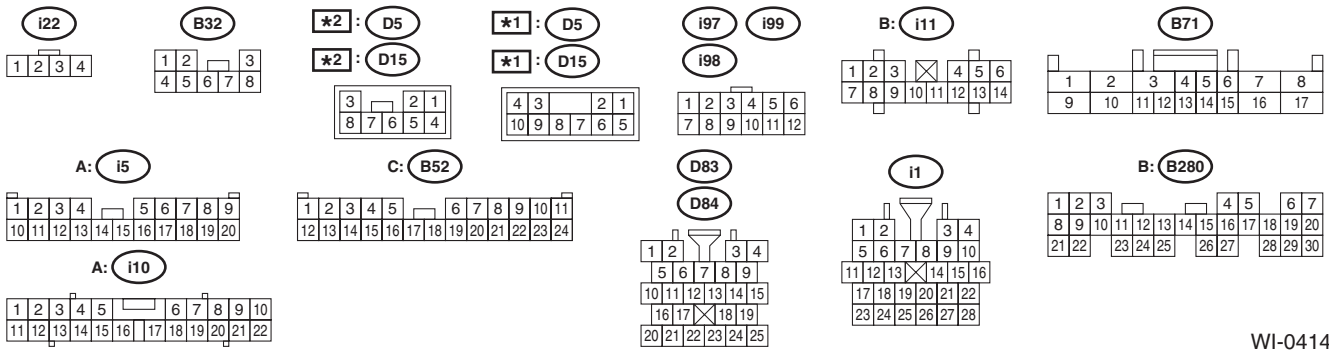 i22
1 2 3 4
B32
1 2 3
4 5 6 7 8
*2 : D5
*2 : D15
3 2 1
8 7 6 5 4
*1 : D5
*1 : D15
4 3 2 1
10 9 8 7 6 5
i97 i99
i98
1 2 3 4 5 6
7 8 9 10 11 12
B: i11
1 2 3 4 5 6
7 8 9 10 11 12 13 14
B71
1 2 3 4 5 6 7 8
9 10 11 12 13 14 15 16 17
A: i5
1 2 3 4 5 6 7 8 9
10 11 12 13 14 15 16 17 18 19 20
C: B52
1 2 3 4 5 6 7 8 9 10 11
12 13 14 15 16 17 18 19 20 21 22 23 24
D83
D84
1 2 3 4
5 6 7 8 9
10 11 12 13 14 15
16 17 18 19
20 21 22 23 24 25
i1
1 2 3 4
5 6 7 8 9 10
11 12 13 14 15 16
17 18 19 20 21 22
23 24 25 26 27 28
B: B280
1 2 3 4 5 6 7
8 9 10 11 12 13 14 15 16 17 18 19 20
21 22 23 24 25 26 27 28 29 30
A: i10
1 2 3 4 5 6 7 8 9 10
11 12 13 14 15 16 17 18 19 20 21 22
WI-0414